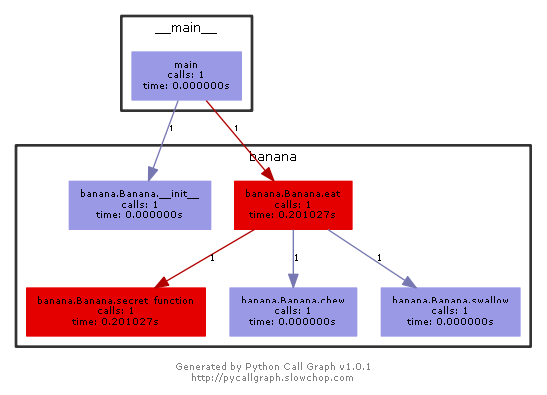 __main__
main
calls: 1
time: 0.000000s
1
1
banana
banana.Banana.__init__
calls: 1
time: 0.000000s
banana.Banana.eat
calls: 1
time: 0.201027s
1
1
1
banana.Banana.secret_function
calls: 1
time: 0.201027s
banana.Banana.chew
calls: 1
time: 0.000000s
banana.Banana.swallow
calls: 1
time: 0.000000s
Generated by Python Call Graph v1.0.1
http://pycallgraph.slowchop.com